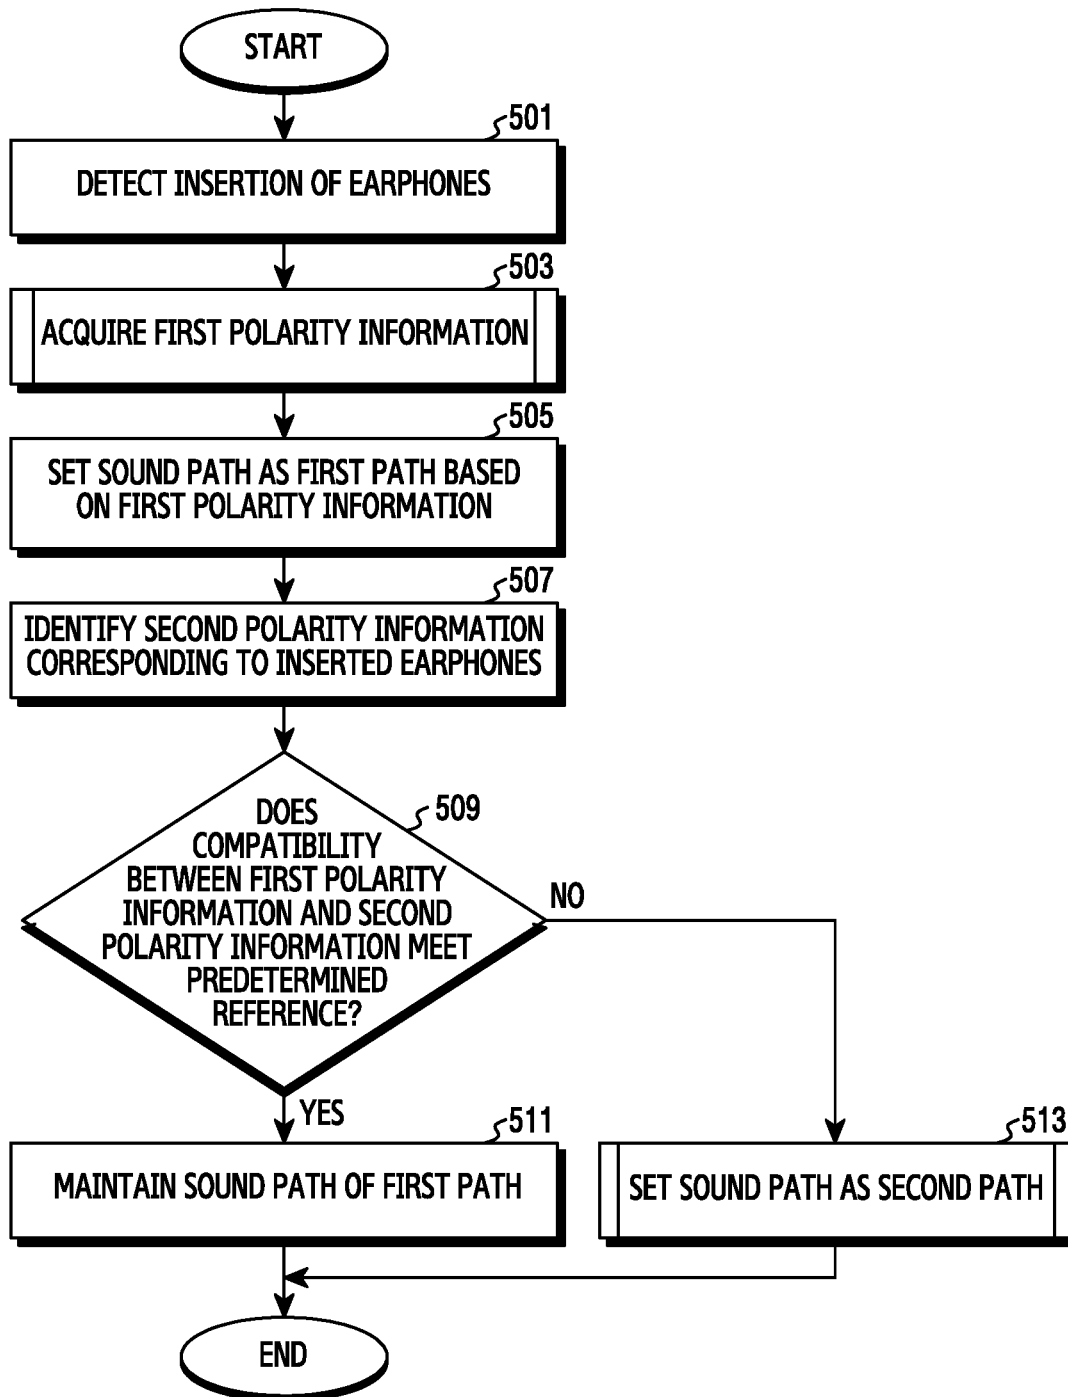 START
501
DETECT INSERTION OF EARPHONES
503
ACQUIRE FIRST POLARITY INFORMATION
505
SET SOUND PATH AS FIRST PATH BASED
ON FIRST POLARITY INFORMATION
507
IDENTIFY SECOND POLARITY INFORMATION
CORRESPONDING TO INSERTED EARPHONES
509
DOES
COMPATIBILITY
BETWEEN FIRST POLARITY
INFORMATION AND SECOND
POLARITY INFORMATION MEET
PREDETERMINED
REFERENCE?
NO
YES
511
MAINTAIN SOUND PATH OF FIRST PATH
513
SET SOUND PATH AS SECOND PATH
END